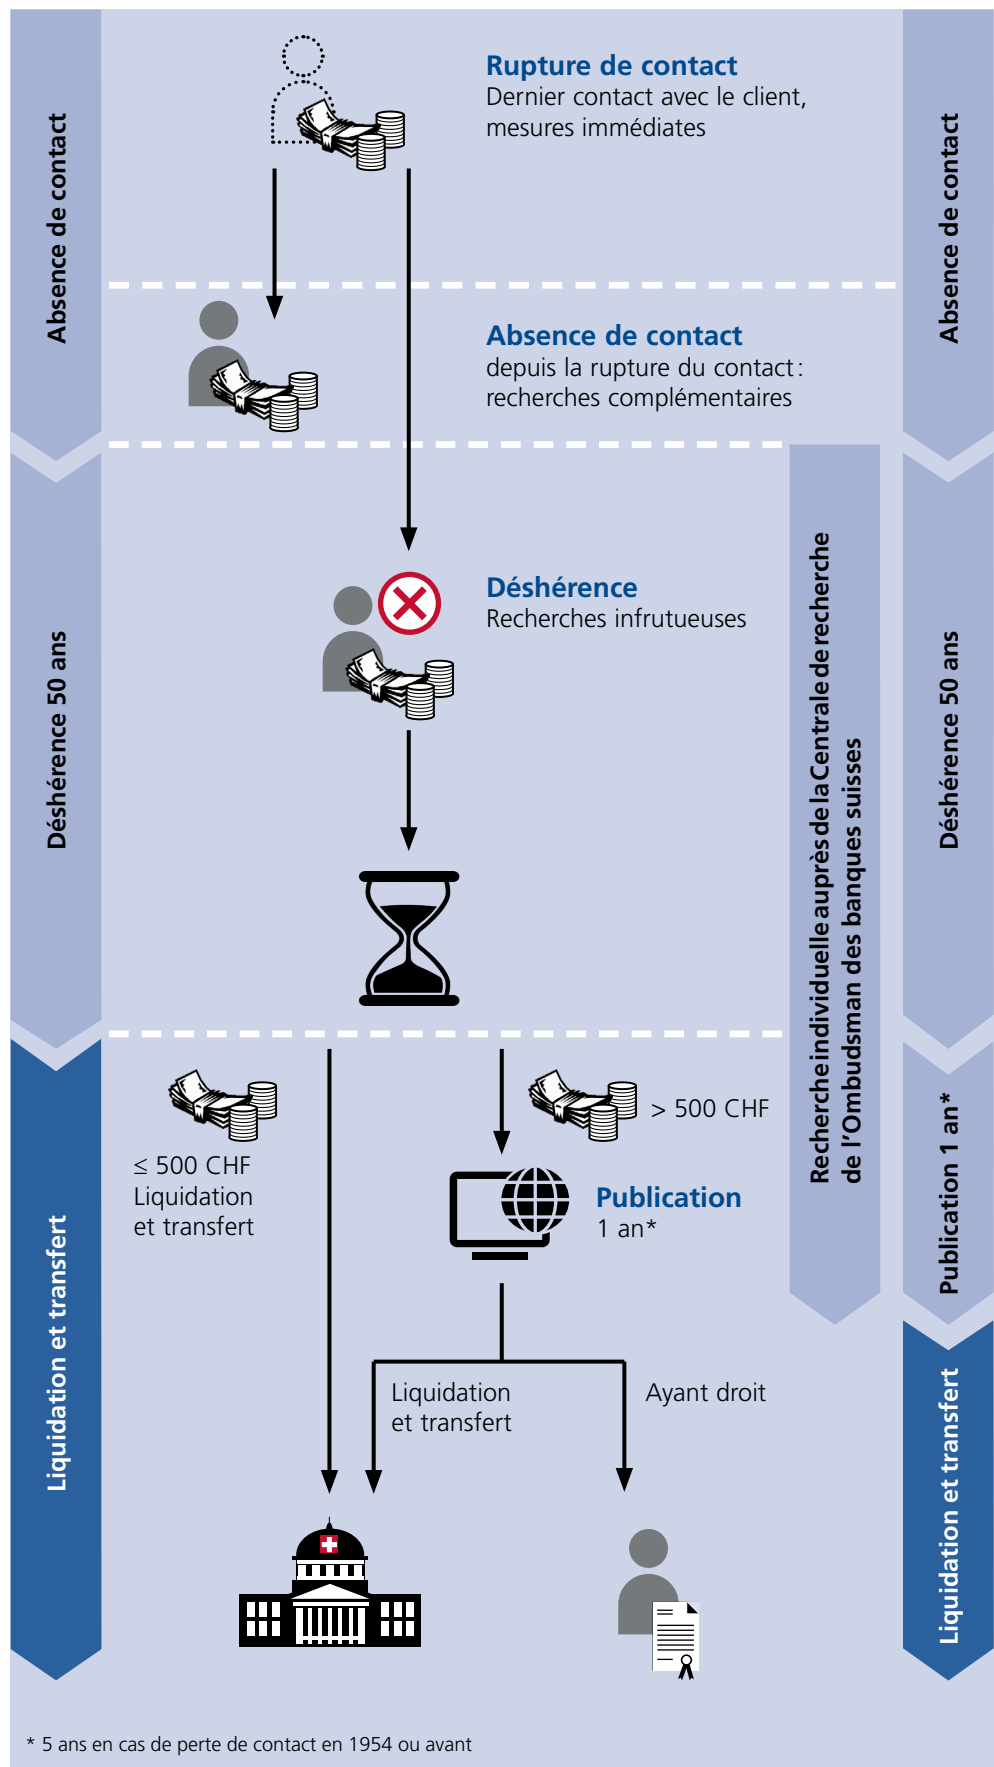 Absence de contact
Déshérence 50 ans
Liquidation et transfert
Rupture de contact
Dernier contact avec le client,
mesures immédiates
Absence de contact
depuis la rupture du contact :
recherches complémentaires
Déshérence
Recherches infrutueuses
≤ 500 CHF
Liquidation
et transfert
> 500 CHF
Publication
1 an*
Liquidation
et transfert
Ayant droit
Recherche individuelle auprès de la Centrale de recherche
de l’Ombudsman des banques suisses
Absence de contact
Déshérence 50 ans
Publication 1 an*
Liquidation et transfert
* 5 ans en cas de perte de contact en 1954 ou avant